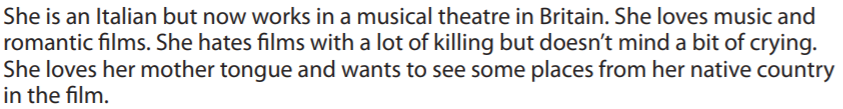 She is an Italian but now works in a musical theatre in Britain. She loves music and
romantic films. She hates films with a lot of killing but doesn’t mind a bit of crying.
She loves her mother tongue and wants to see some places from her native country
in the film.